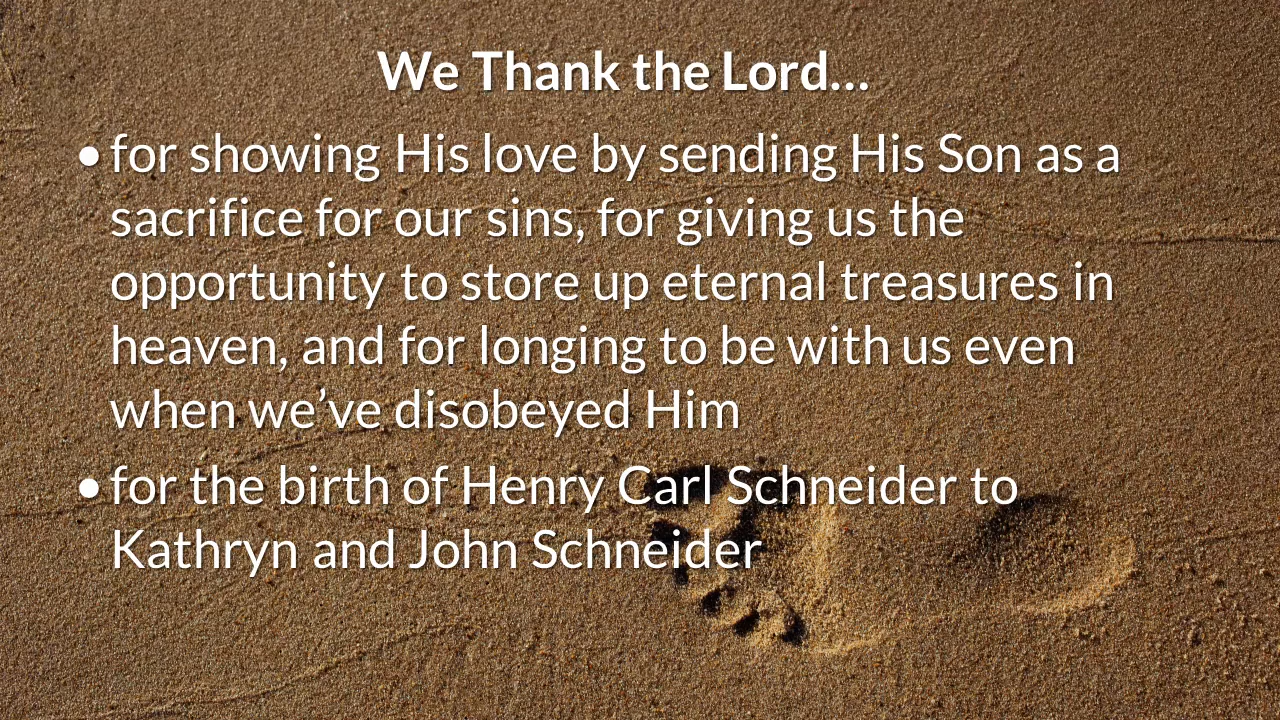 We Thank the Lord...
• for showing His love by sending His Son as a
sacrifice for our sins, for giving us the
opportunity to store up eternal treasures in
heaven, and for longing to be with us even
when we’ve disobeyed Him
• for the birth of Henry Carl Schneider to
Kathryn and John Schneider